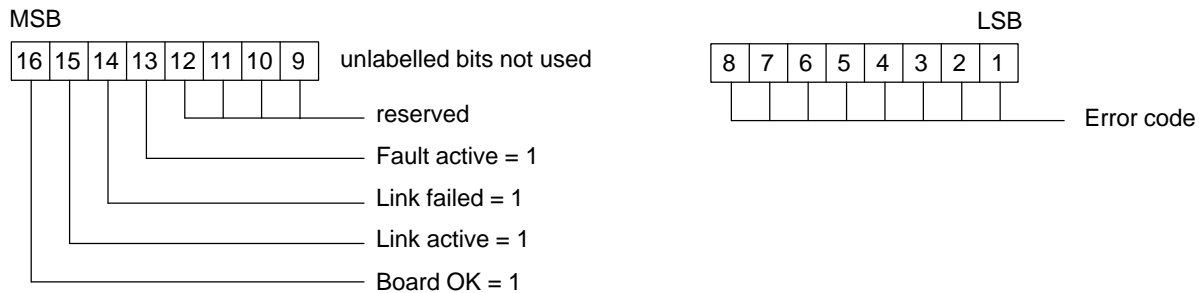 MSB
LSB
16 15 14 13 12 11 10 9 unlabelled bits not used
8 7 6 5 4 3 2 1
reserved
Error code
Fault active = 1
Link failed = 1
Link active = 1
Board OK = 1